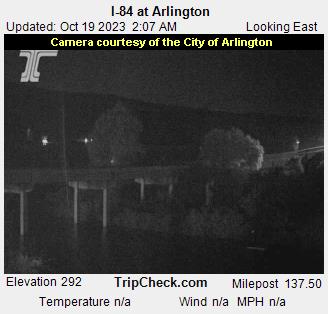 I-84 at Arlington
Updated: Oct 19 2023 2:07 AM Looking East
Camera courtesy of the City of Arlington
Elevation 292 TripCheck.com Milepost 137.50
Temperature n/a Wind n/a MPH n/a